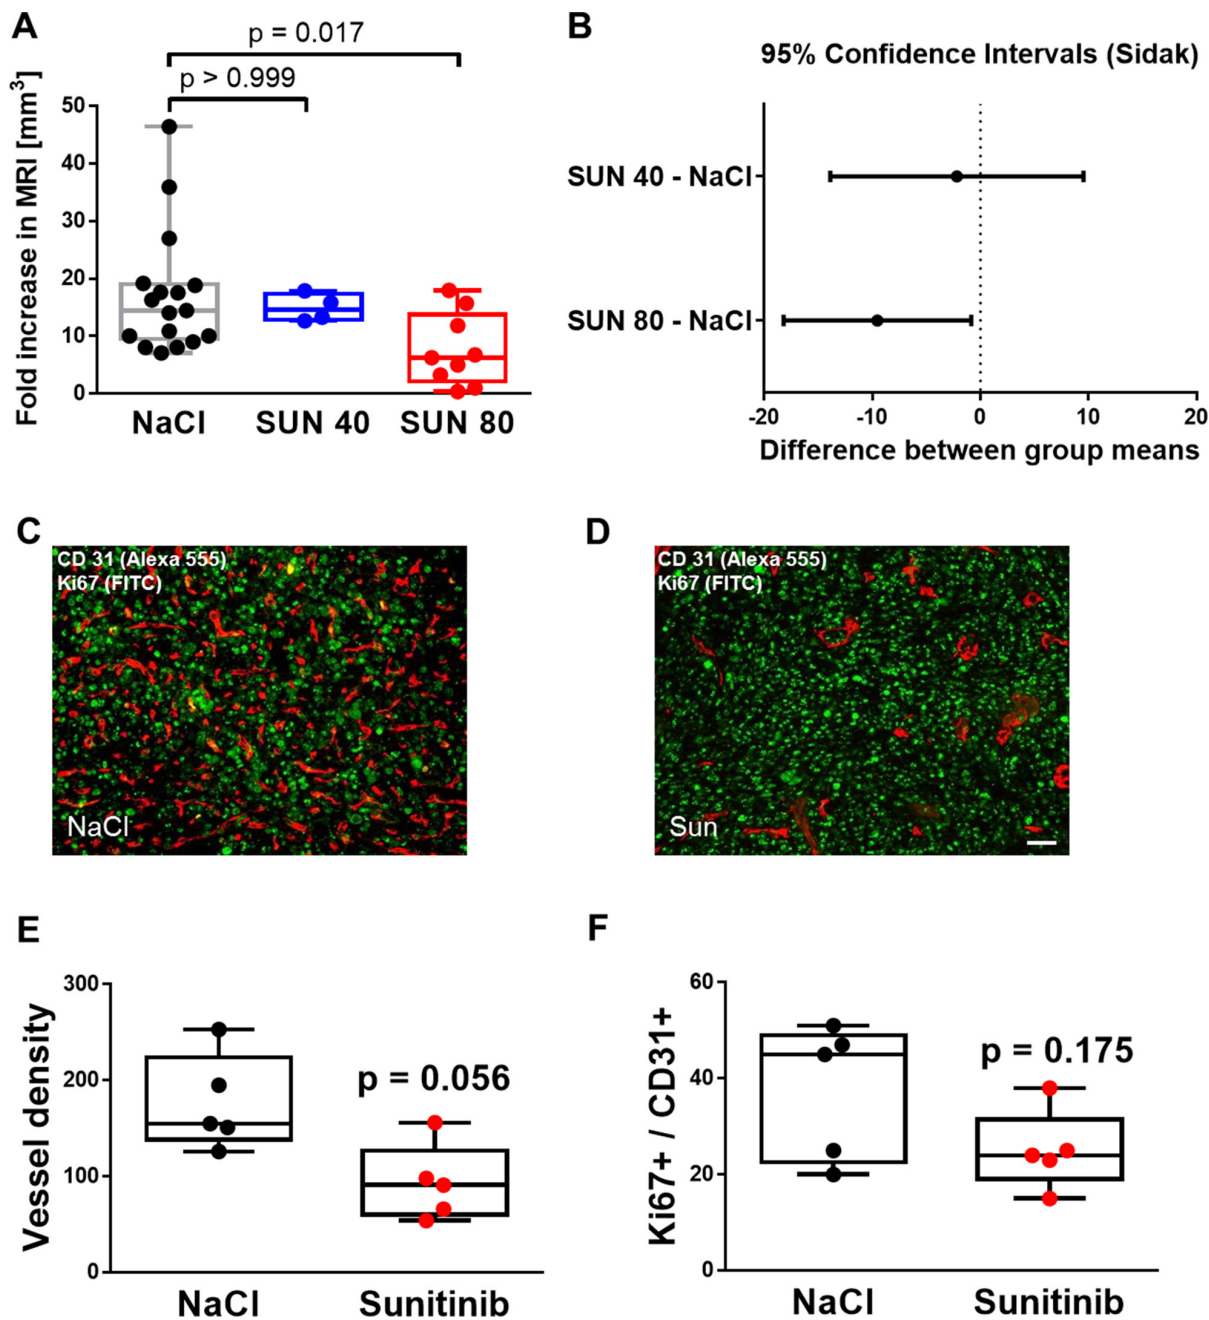 A
p = 0.017
p > 0.999
Fold increase in MRI [mm³]
50
40
30
20
10
0
NaCl
SUN 40
SUN 80
B
95% Confidence Intervals (Sidak)
SUN 40 - NaCl
SUN 80 - NaCl
-20
-10
0
10
20
Difference between group means
C
CD 31 (Alexa 555)
Ki67 (FITC)
NaCl
D
CD 31 (Alexa 555)
Ki67 (FITC)
Sun
E
Vessel density
300
200
100
0
p = 0.056
NaCl
Sunitinib
F
Ki67+ / CD31+
60
40
20
0
p = 0.175
NaCl
Sunitinib